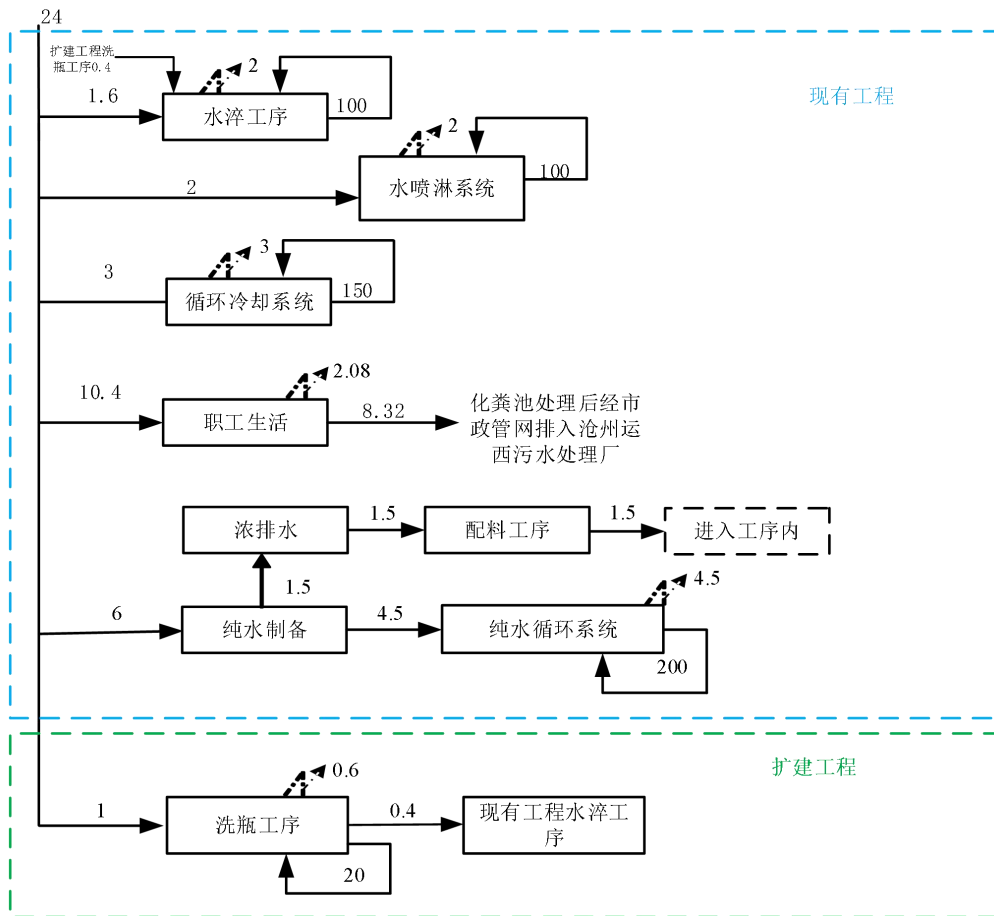 24
扩建工程洗
瓶工序0.4
2
1.6
水淬工序
100
现有工程
2
2
水喷淋系统
100
3
3
循环冷却系统
150
2.08
10.4
职工生活
8.32
化粪池处理后经市
政管网排入沧州运
西污水处理厂
浓排水
1.5
配料工序
1.5
进入工序内
1.5
4.5
6
纯水制备
4.5
纯水循环系统
200
扩建工程
0.6
1
洗瓶工序
0.4
现有工程水淬工
序
20